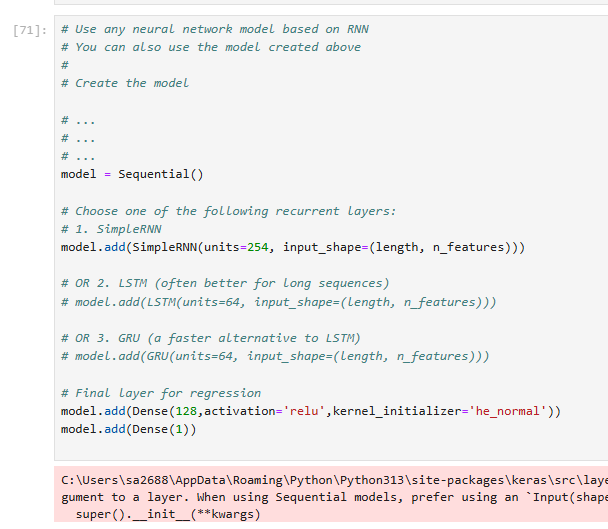 [71]:
# Use any neural network model based on RNN
# You can also use the model created above
#
# Create the model
# ...
# ...
# ...
model = Sequential()
# Choose one of the following recurrent layers:
# 1. SimpleRNN
model.add(SimpleRNN(units=254, input_shape=(length, n_features)))
# OR 2. LSTM (often better for long sequences)
# model.add(LSTM(units=64, input_shape=(length, n_features)))
# OR 3. GRU (a faster alternative to LSTM)
# model.add(GRU(units=64, input_shape=(length, n_features)))
# Final layer for regression
model.add(Dense(128,activation='relu',kernel_initializer='he_normal'))
model.add(Dense(1))
C:\Users\sa2688\AppData\Roaming\Python\Python313\site-packages\keras\src\laye
gument to a layer. When using Sequential models, prefer using an `Input(shape
super().__init__(**kwargs)